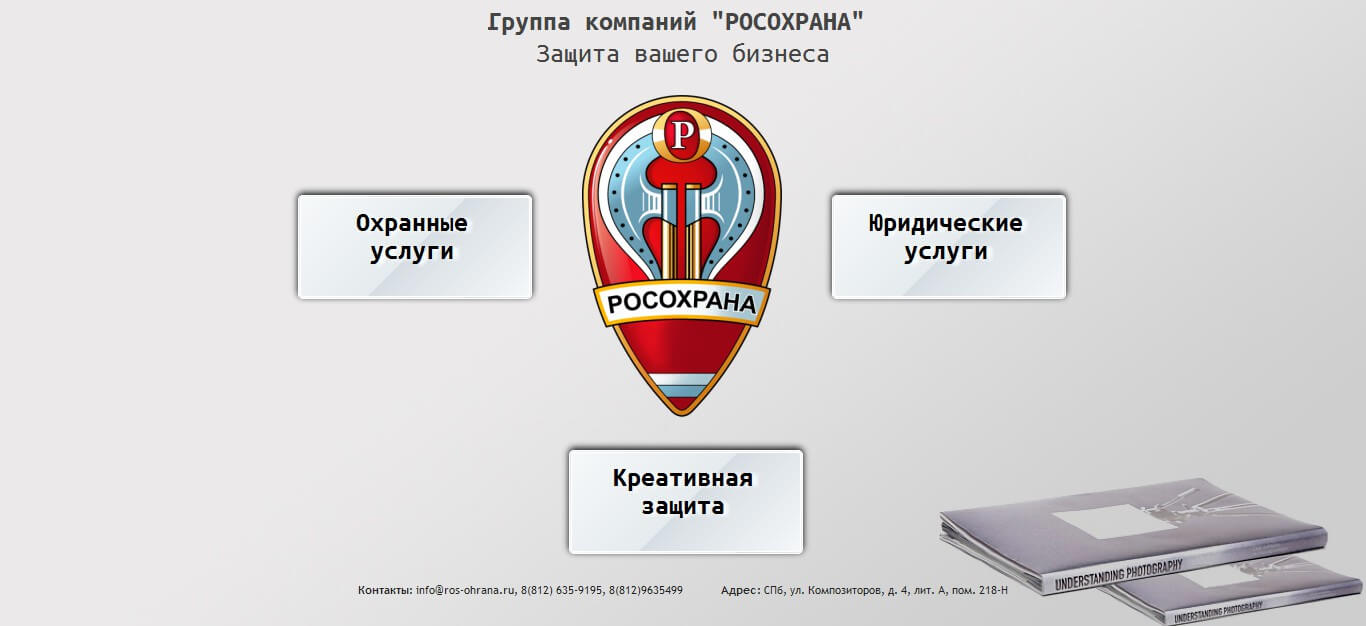 Группа компаний "РОСОХРАНА"
Защита вашего бизнеса
Р
Охранные
услуги
Юридические
услуги
РОСОХРАНА
Креативная
защита
UNDERSTANDING PHOTOGRAPHY
Контакты: info@ros-ohrana.ru, 8(812) 635-9195, 8(812)9635499 Адрес: СПб, ул. Композиторов, д. 4, лит. А, пом. 218-Н
UNDERSTANDING PHOTOGRAPHY